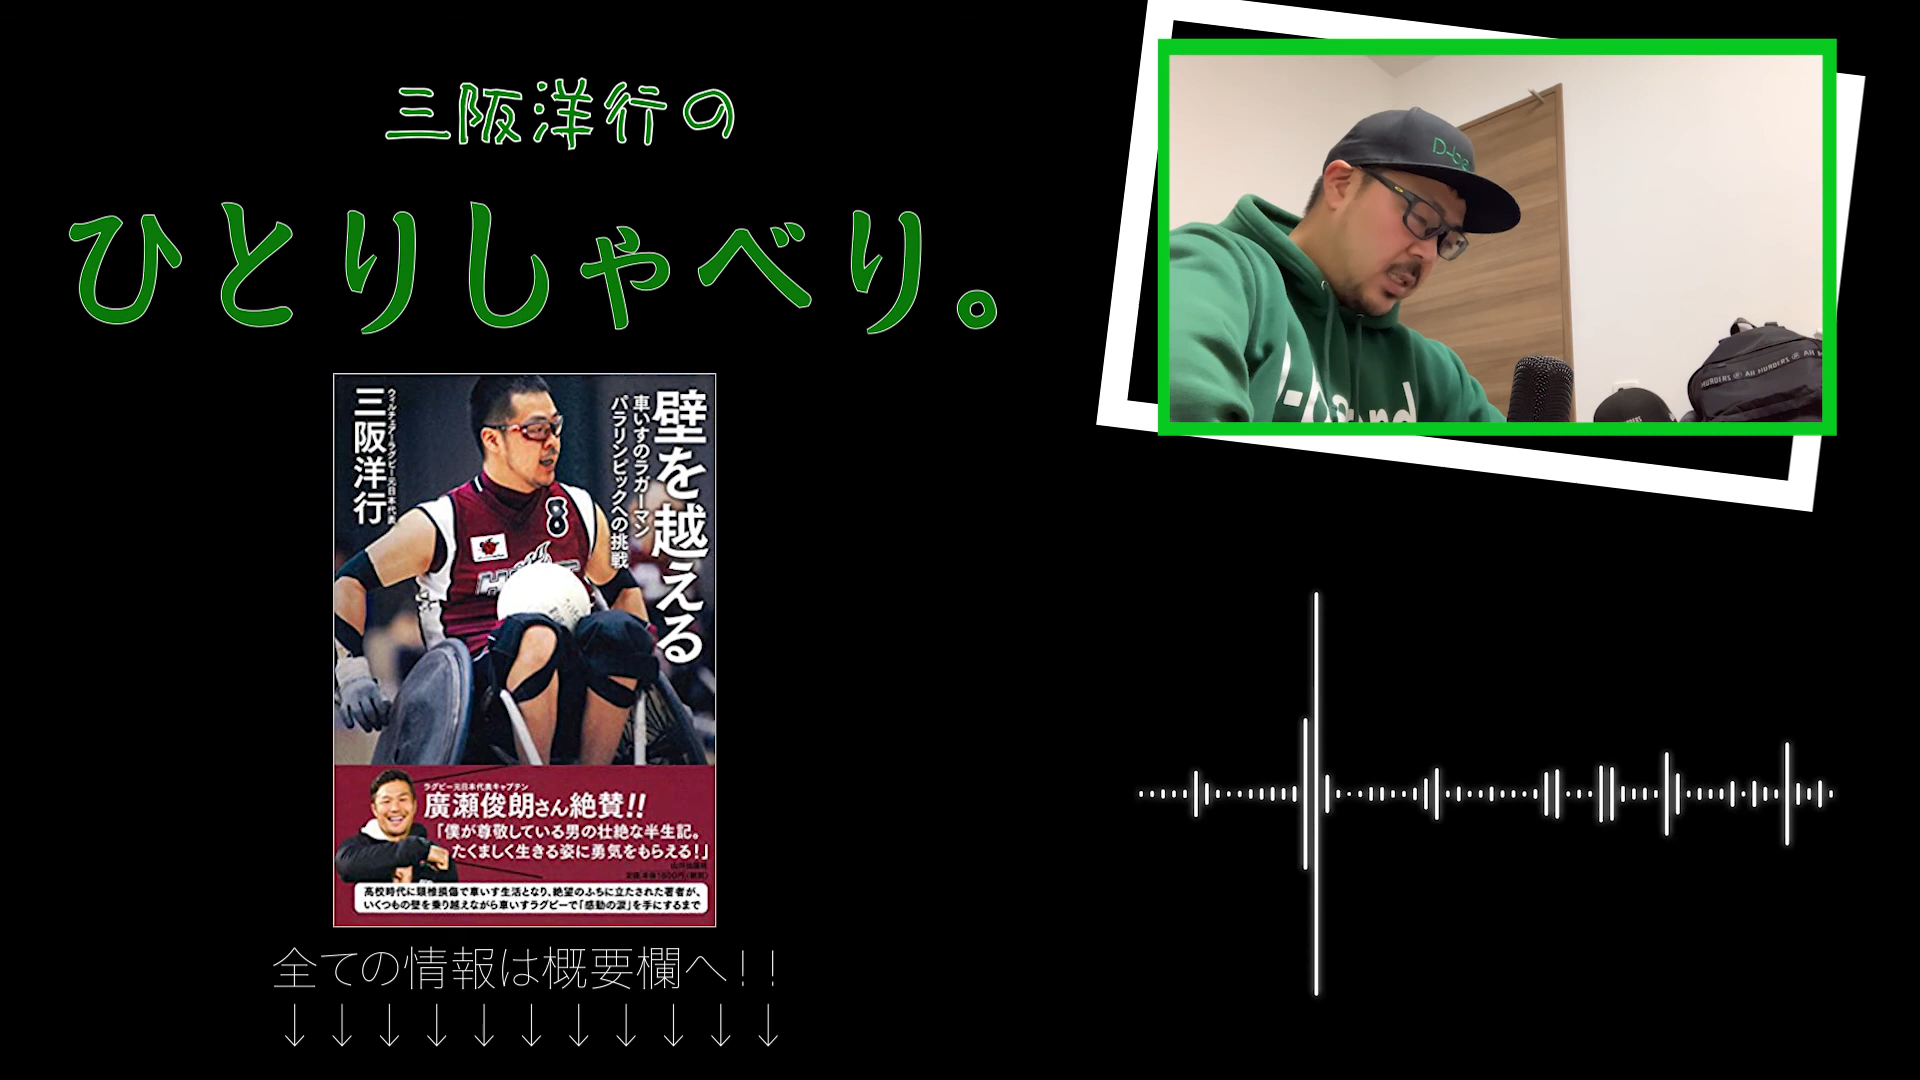 三阪洋行の
ひとりしゃべり。
壁を越える
車いすのラガーマン
パラリンピックへの挑戦
ウィルチェアーラグビー元日本代表
三阪洋行
8
ラグビー元日本代表キャプテン
廣瀬俊朗さん絶賛!!
「僕が尊敬している男の壮絶な半生記。
たくましく生きる姿に勇気をもらえる!」
高校時代に頸椎損傷で車いす生活となり、絶望のふちに立たされた著者が、
いくつもの壁を乗り越えながら車いすラグビーで「感動の涙」を手にするまで
全ての情報は概要欄へ!!
↓↓↓↓↓↓↓↓↓↓↓